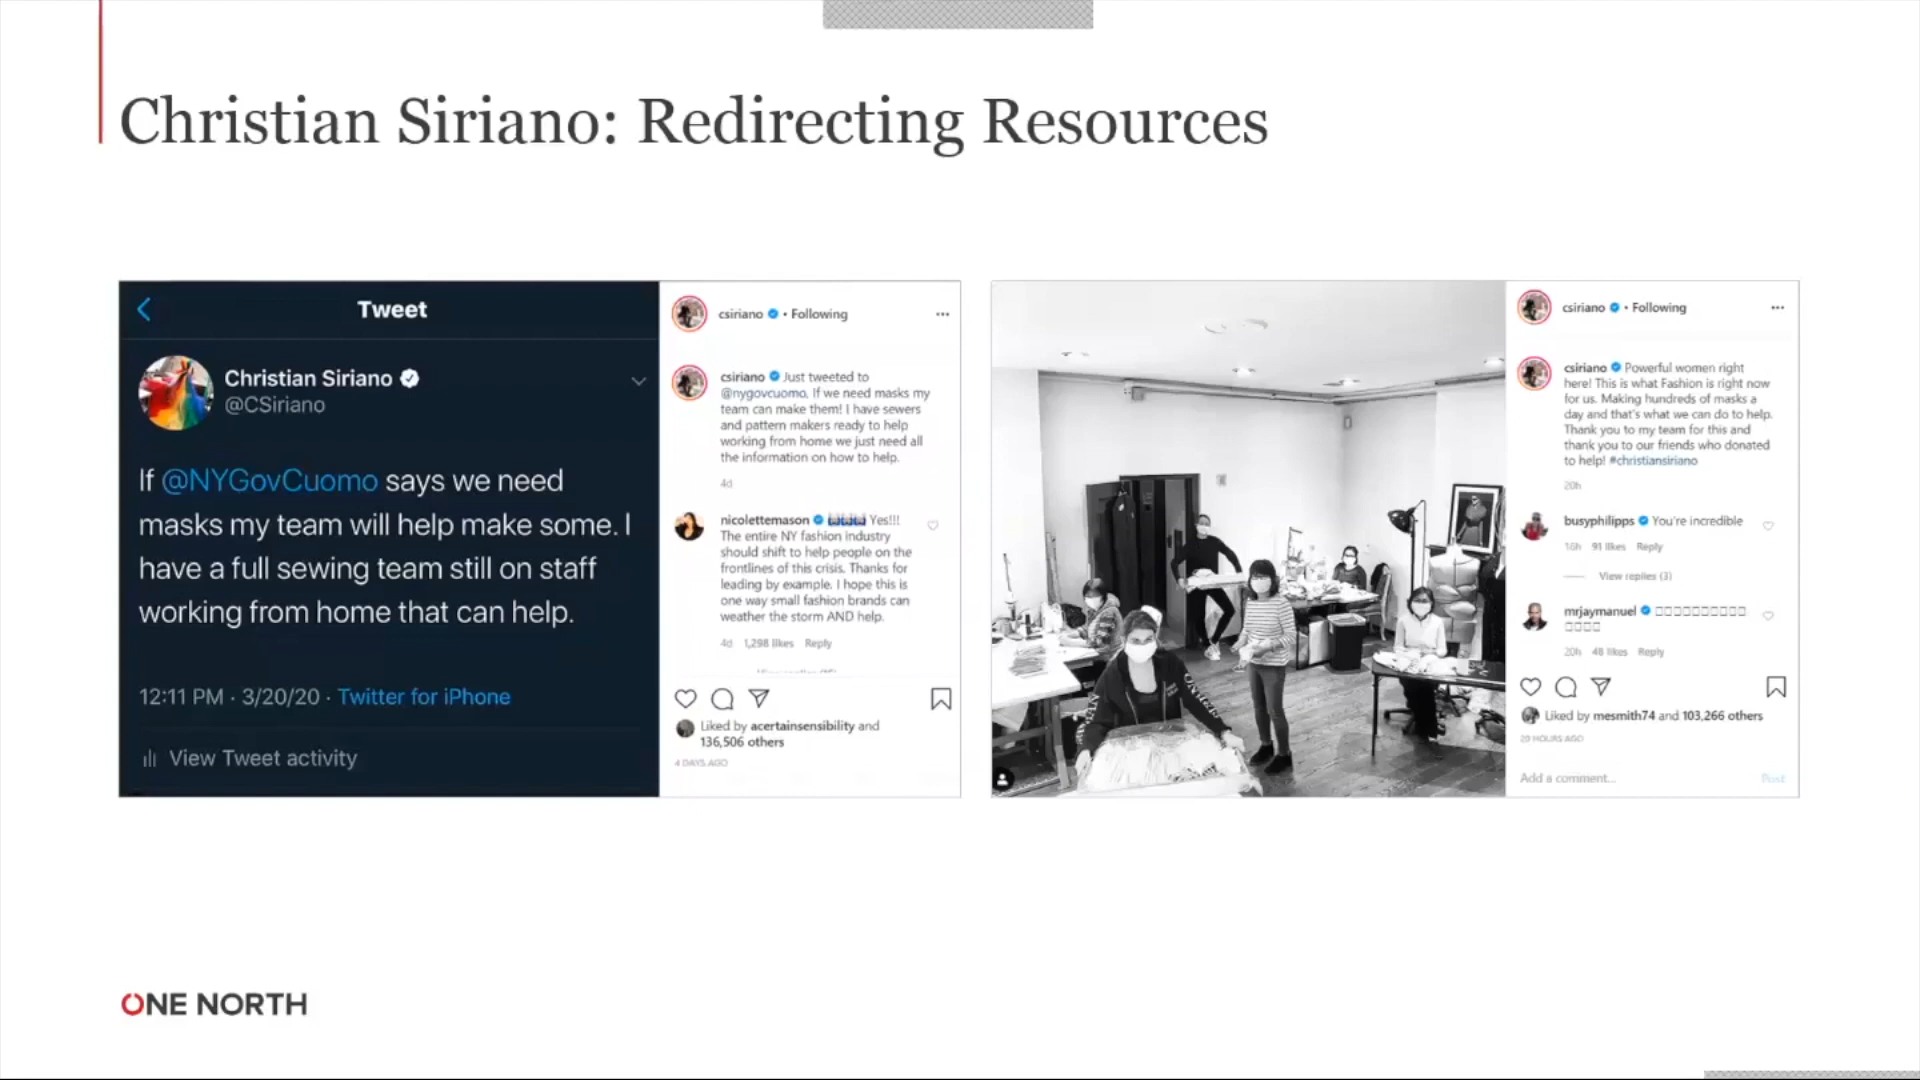 Christian Siriano: Redirecting Resources
Tweet
Christian Siriano
@CSiriano
If @NYGovCuomo says we need
masks my team will help make some. I
have a full sewing team still on staff
working from home that can help.
12:11 PM · 3/20/20 · Twitter for iPhone
View Tweet activity
csiriano • Following
csiriano Just tweeted to
@nygovcuomo. If we need masks my
team can make them! I have sewers
and pattern makers ready to help
working from home we just need all
the information on how to help.
4d
nicolettemason Yes!!!
The entire NY fashion industry
should shift to help people on the
frontlines of this crisis. Thanks for
leading by example. I hope this is
one way small fashion brands can
weather the storm AND help.
4d 1,298 likes Reply
Liked by acertainsensibility and
136,506 others
4 DAYS AGO
csiriano • Following
csiriano Powerful women right
here! This is what Fashion is right now
for us. Making hundreds of masks a
day and that's what we can do to help.
Thank you to my team for this and
thank you to our friends who donated
to help! #christiansiriano
20h
busyphilipps You're incredible
16h 91 likes Reply
View replies (3)
mrjaymanuel
20h 48 likes Reply
Liked by mesmith74 and 103,266 others
20 HOURS AGO
Add a comment... Post
ONE NORTH